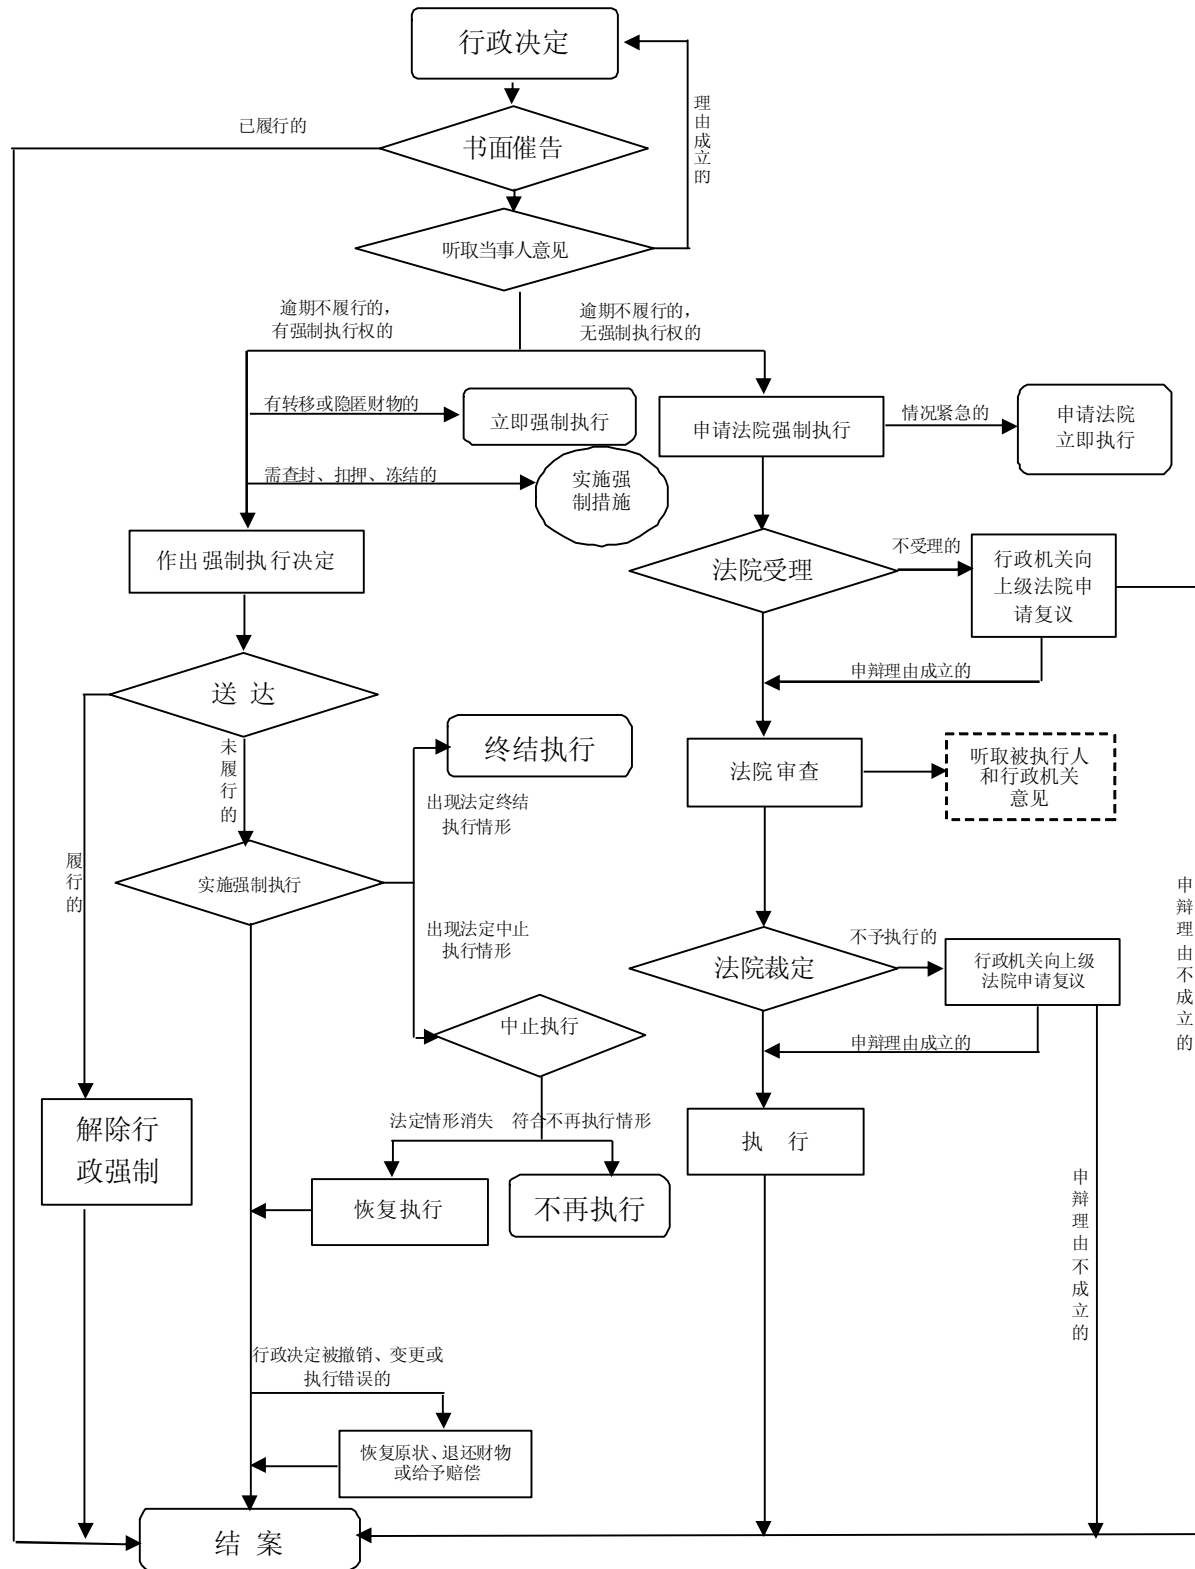 行政决定
理由成立的
已履行的
书面催告
听取当事人意见
逾期不履行的，
有强制执行权的
逾期不履行的，
无强制执行权的
有转移或隐匿财物的
立即强制执行
申请法院强制执行
情况紧急的
申请法院
立即执行
需查封、扣押、冻结的
实施强
制措施
作出强制执行决定
法院受理
不受理的
行政机关向
上级法院申
请复议
申辩理由成立的
送 达
未履行的
终结执行
法院审查
听取被执行人
和行政机关
意见
出现法定终结
执行情形
履行的
实施强制执行
申辩理由不成立的
出现法定中止
执行情形
不予执行的
法院裁定
行政机关向上级
法院申请复议
中止执行
申辩理由成立的
解除行
政强制
法定情形消失
符合不再执行情形
执 行
恢复执行
不再执行
申辩理由不成立的
行政决定被撤销、变更或
执行错误的
恢复原状、退还财物
或给予赔偿
结 案